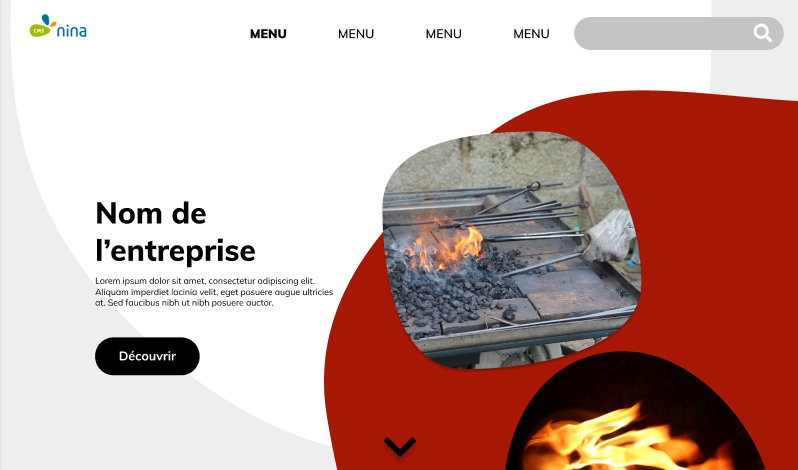 CMS
nina
MENU
MENU
MENU
MENU
Nom de
l’entreprise
Lorem ipsum dolor sit amet, consectetur adipiscing elit.
Aliquam imperdiet lacinia velit, eget posuere augue ultricies
at. Sed faucibus nibh ut nibh posuere auctor.
Découvrir